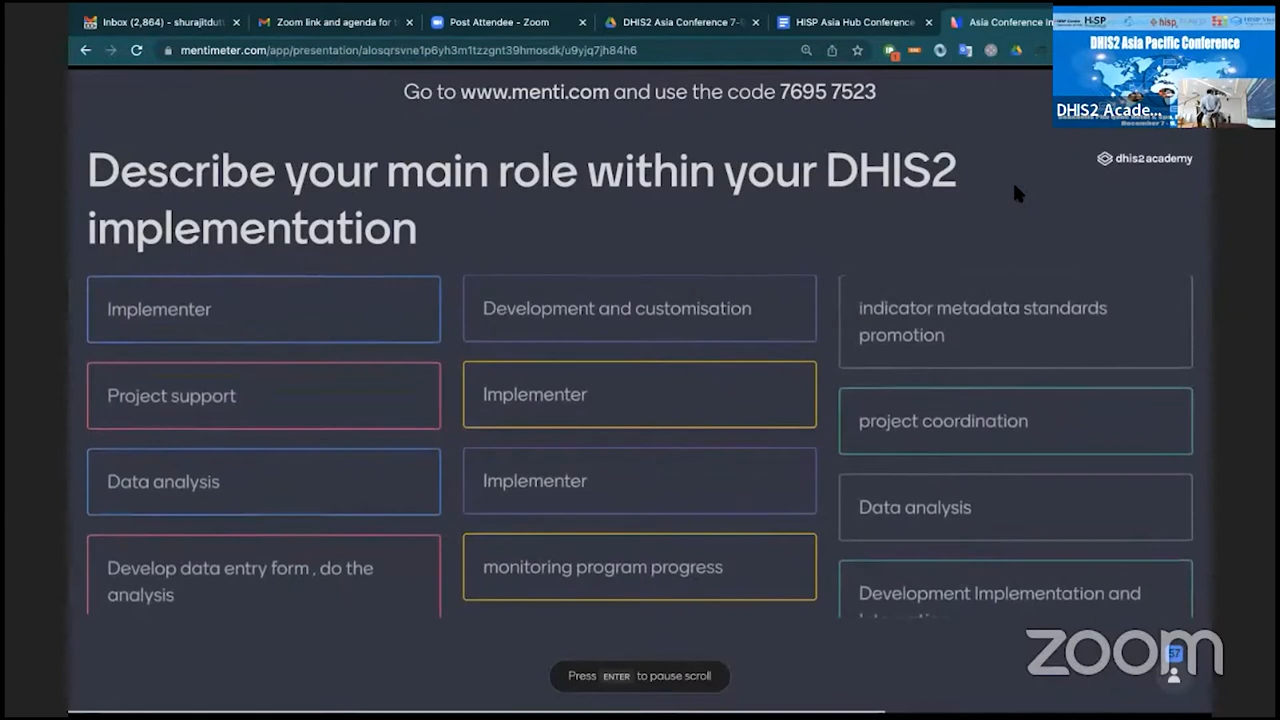 Inbox (2,864) - shurajitdutt
Zoom link and agenda for t
Post Attendee - Zoom
DHIS2 Asia Conference 7-
HISP Asia Hub Conference
Asia Conference In
mentimeter.com/app/presentation/alosqrsvne1p6yh3m1tzzgnt39hmosdk/u9yjq7jh84h6
DHIS2 Asia Pacific Conference
DHIS2 Acade...
Go to www.menti.com and use the code 7695 7523
dhis2academy
Describe your main role within your DHIS2
implementation
Implementer
Development and customisation
indicator metadata standards
promotion
Project support
Implementer
project coordination
Data analysis
Implementer
Data analysis
Develop data entry form , do the
analysis
monitoring program progress
Development Implementation and
zoom
57
Press ENTER to pause scroll